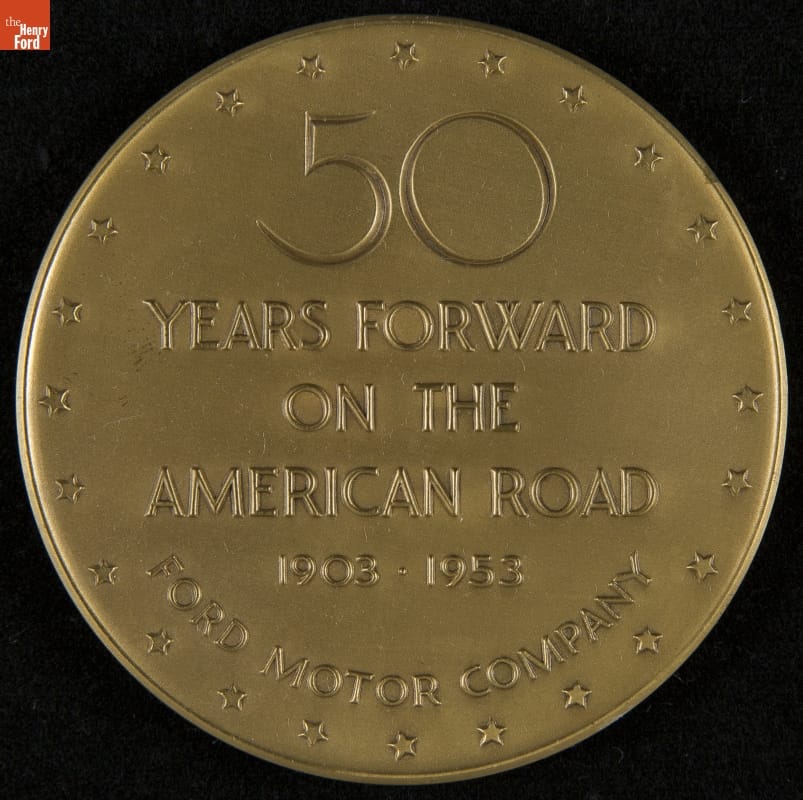 the
Henry
Ford
50
YEARS FORWARD
ON THE
AMERICAN ROAD
1903 · 1953
FORD MOTOR COMPANY